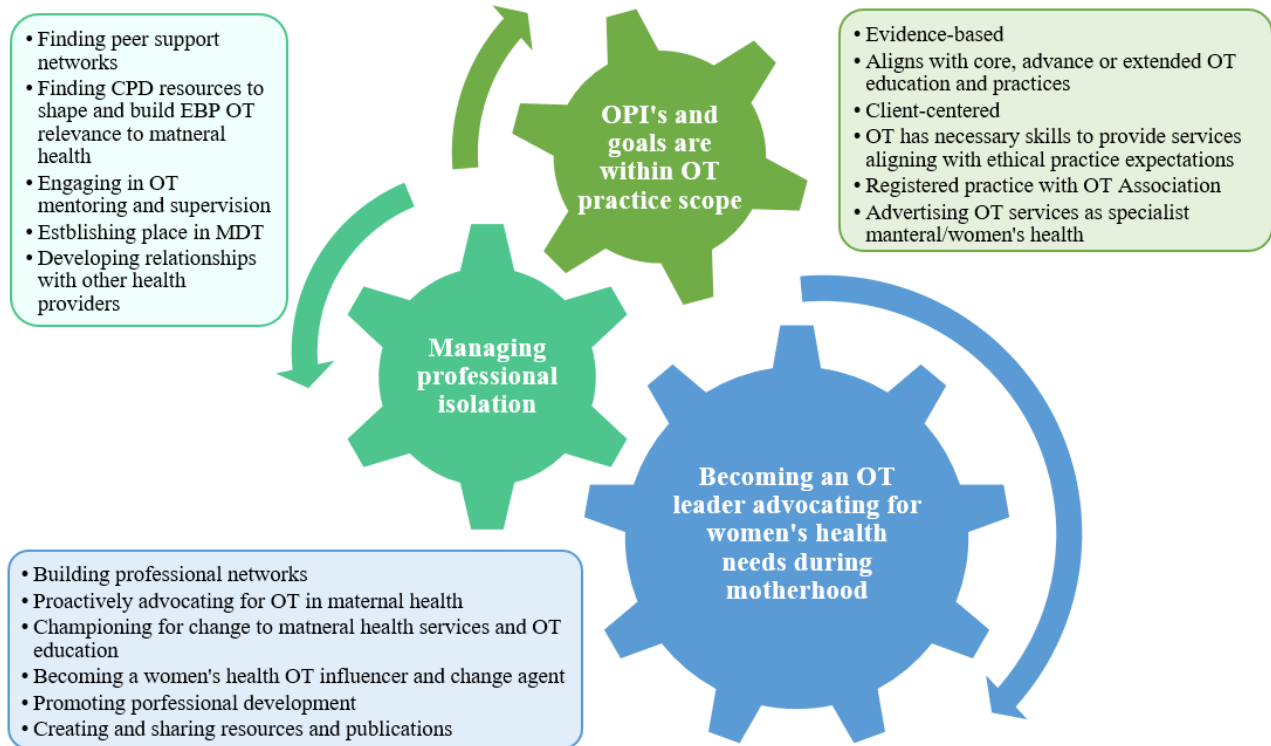 • Finding peer support
networks
• Finding CPD resources to
shape and build EBP OT
relevance to matneral
health
• Engaging in OT
mentoring and supervision
• Estblishing place in MDT
• Developing relationships
with other health
providers
OPI's and
goals are
within OT
practice scope
• Evidence-based
• Aligns with core, advance or extended OT
education and practices
• Client-centered
• OT has necessary skills to provide services
aligning with ethical practice expectations
• Registered practice with OT Association
• Advertising OT services as specialist
manteral/women's health
Managing
professional
isolation
Becoming an OT
leader advocating for
women's health
needs during
motherhood
• Building professional networks
• Proactively advocating for OT in maternal health
• Championing for change to matneral health services and OT
education
• Becoming a women's health OT influencer and change agent
• Promoting porfessional development
• Creating and sharing resources and publications